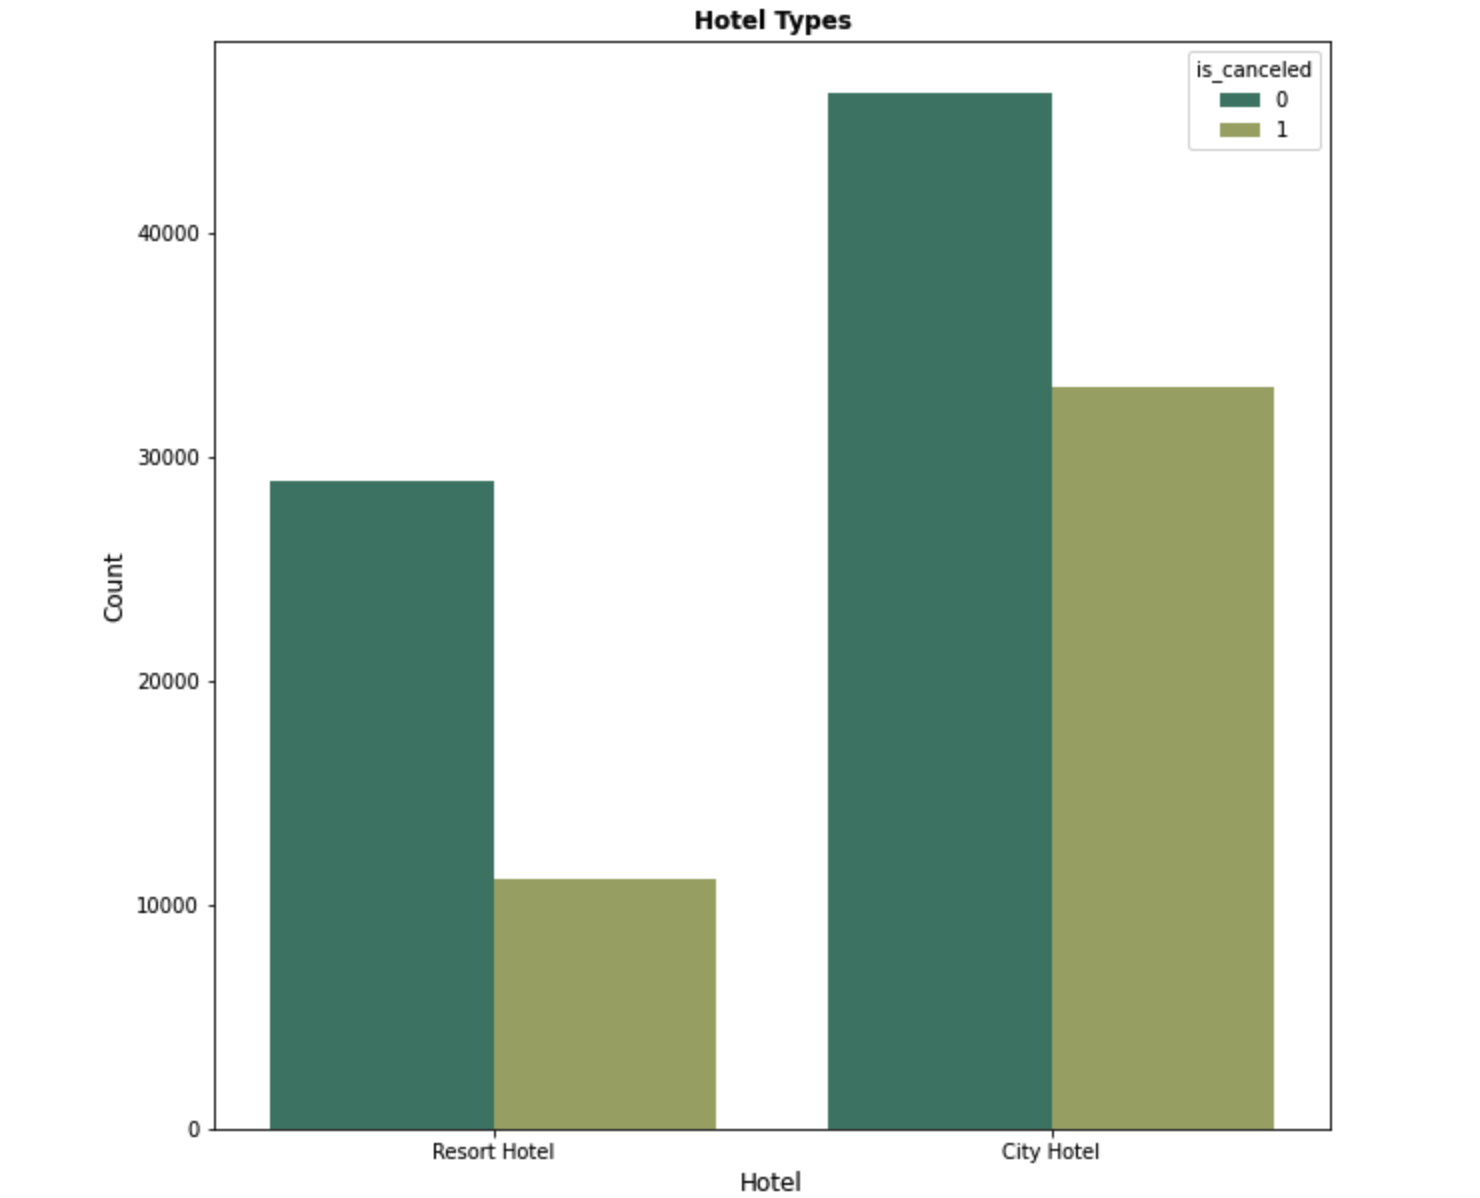 Hotel Types
is_canceled
0
1
40000
30000
20000
10000
0
Count
Resort Hotel
City Hotel
Hotel